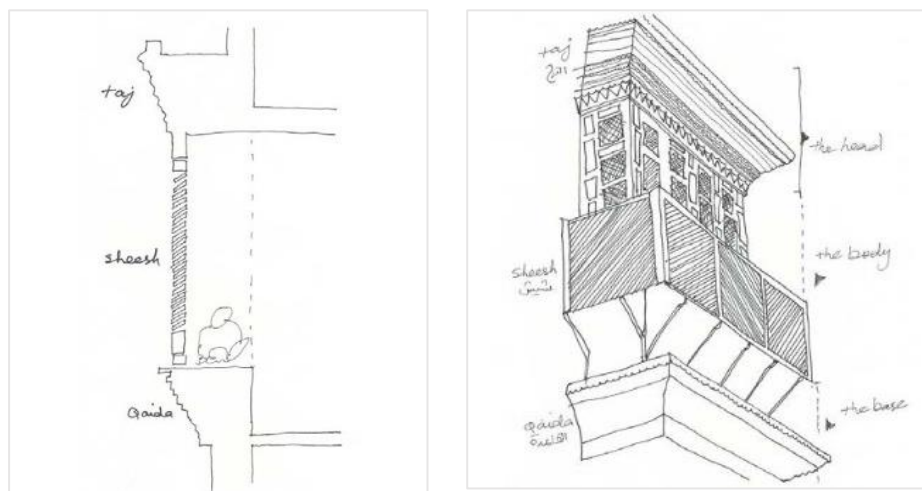 taj
sheesh
Qaida
taj
تاج
the head
the body
sheesh
شيش
the base
Qaida
القاعدة